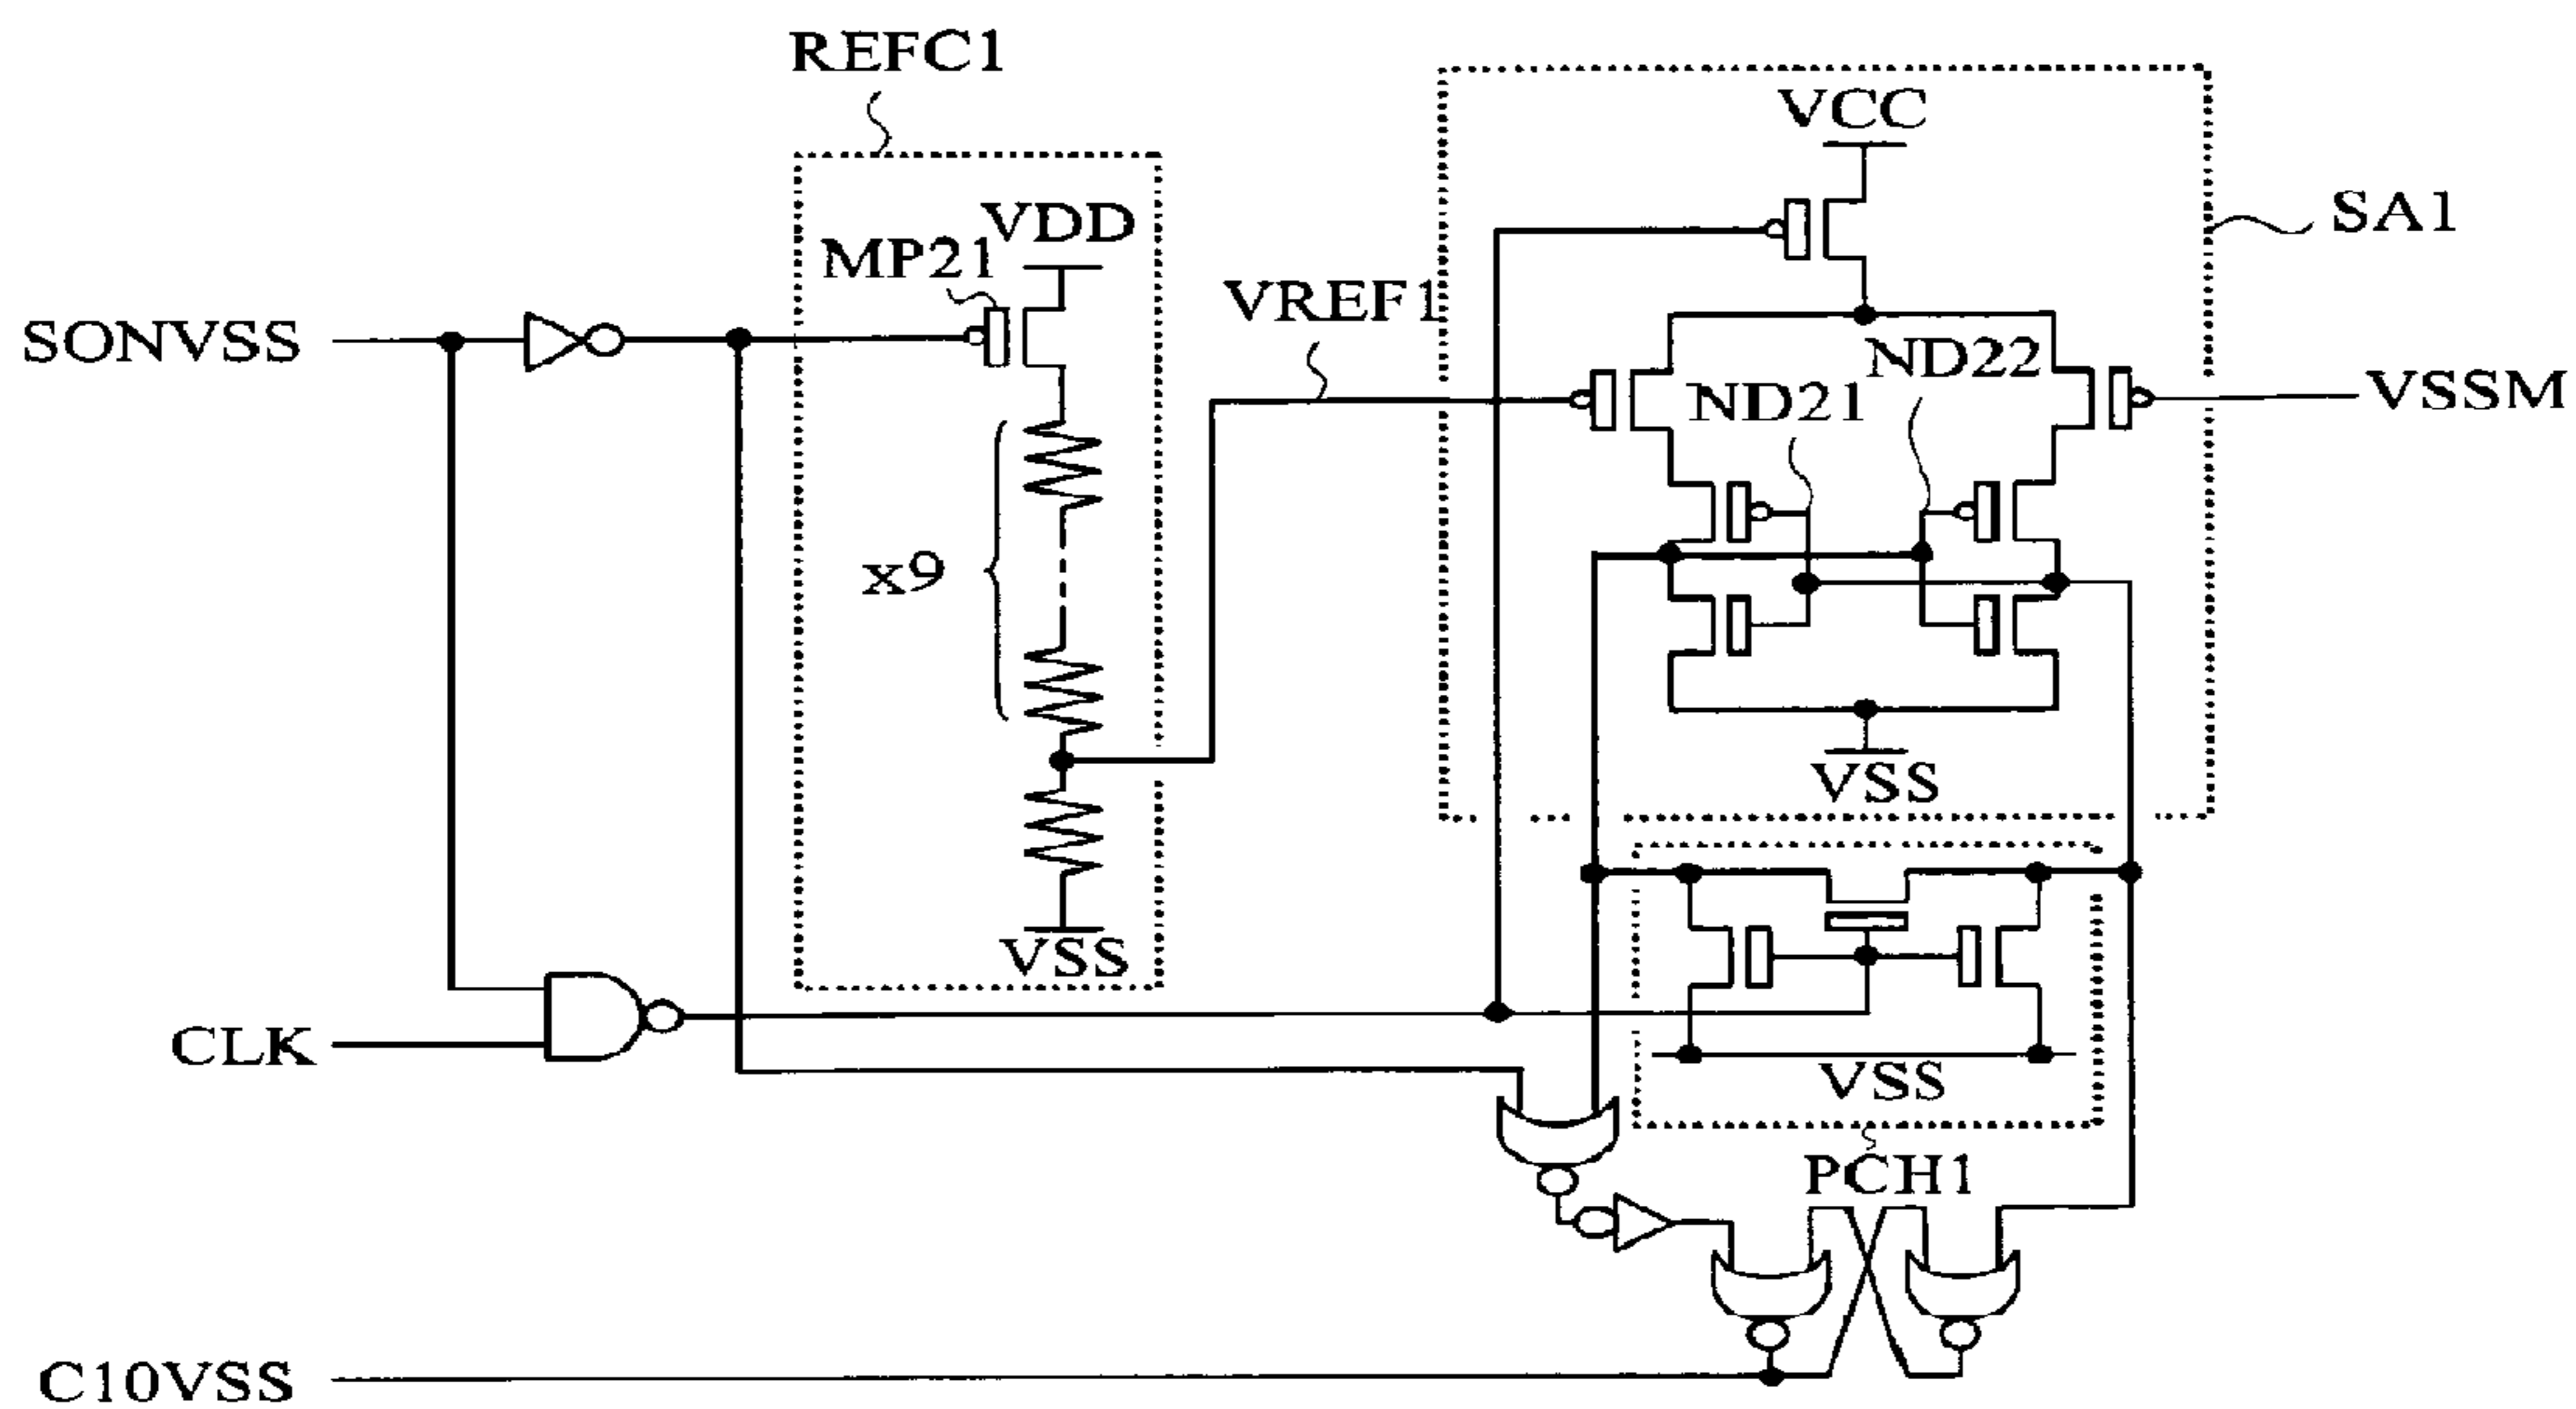 REFC1
VCC
SA1
VDD
MP21
VREF1
SONVSS
ND22
ND21
VSSM
x9
VSS
VSS
CLK
VSS
PCH1
C10VSS